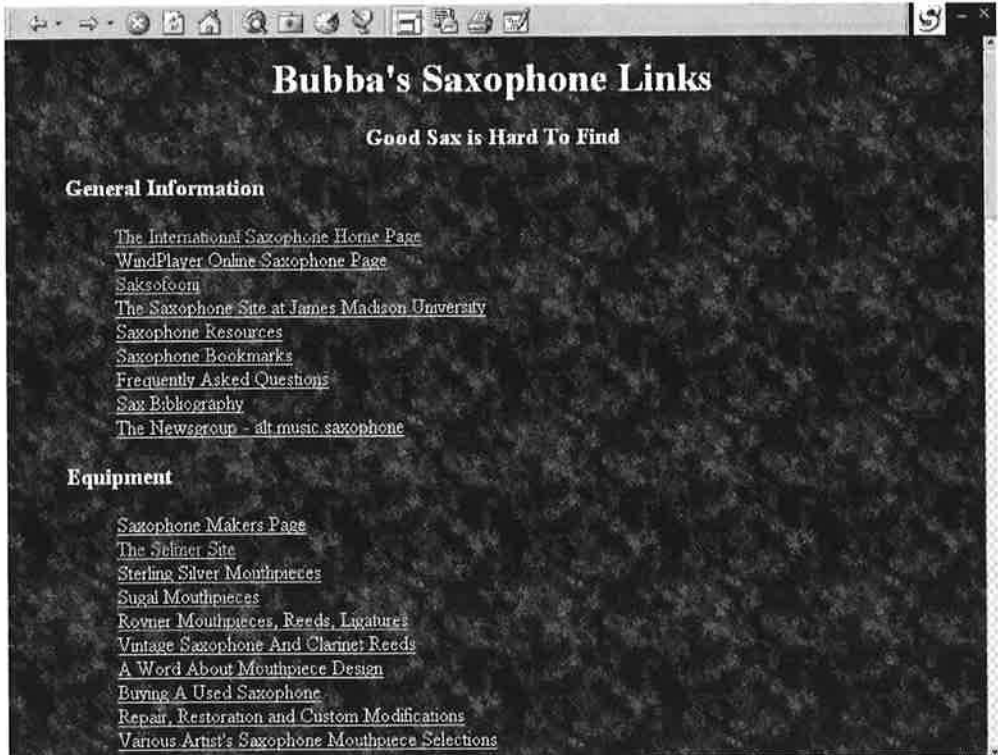 Bubba's Saxophone Links
Good Sax is Hard To Find
General Information
The International Saxophone Home Page
WindPlayer Online Saxophone Page
Saksofooni
The Saxophone Site at James Madison University
Saxophone Resources
Saxophone Bookmarks
Frequently Asked Questions
Sax Bibliography
The Newsgroup - alt.music.saxophone
Equipment
Saxophone Makers Page
The Selmer Site
Sterling Silver Mouthpieces
Sugal Mouthpieces
Rovner Mouthpieces, Reeds, Ligatures
Vintage Saxophone And Clarinet Reeds
A Word About Mouthpiece Design
Buying A Used Saxophone
Repair, Restoration and Custom Modifications
Various Artist's Saxophone Mouthpiece Selections